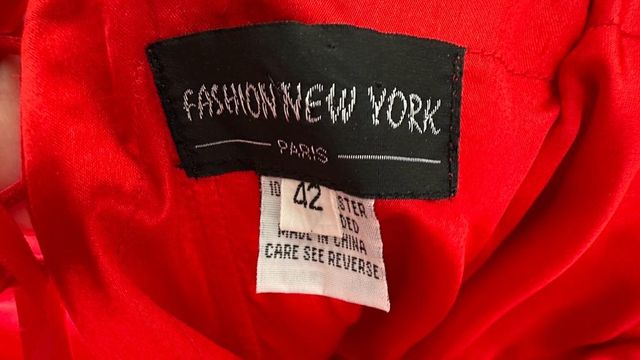 FASHION NEW YORK
PARIS
42
MADE IN CHINA
CARE SEE REVERSE